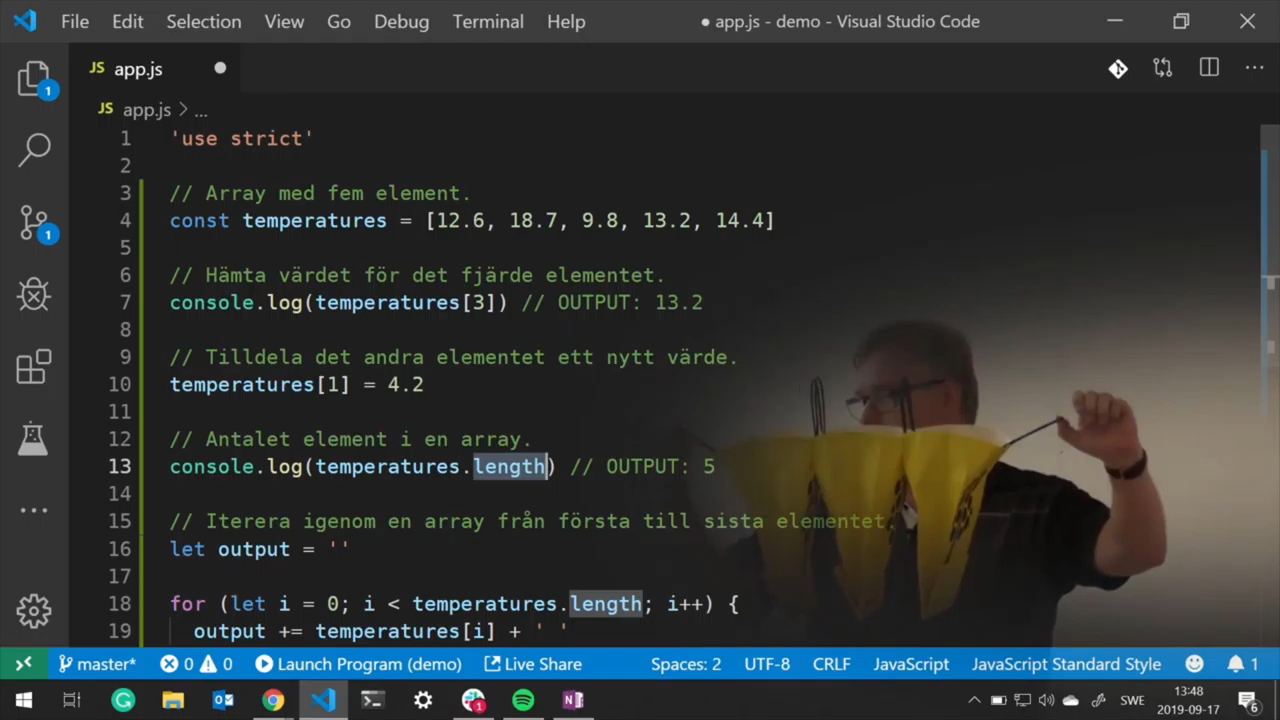 File Edit Selection View Go Debug Terminal Help ● app.js - demo - Visual Studio Code
JS app.js ●
JS app.js > ...
1 'use strict'
2
3 // Array med fem element.
4 const temperatures = [12.6, 18.7, 9.8, 13.2, 14.4]
5
6 // Hämta värdet för det fjärde elementet.
7 console.log(temperatures[3]) // OUTPUT: 13.2
8
9 // Tilldela det andra elementet ett nytt värde.
10 temperatures[1] = 4.2
11
12 // Antalet element i en array.
13 console.log(temperatures.length) // OUTPUT: 5
14
15 // Iterera igenom en array från första till sista elementet.
16 let output = ''
17
18 for (let i = 0; i < temperatures.length; i++) {
19 output += temperatures[i] + ' '
1
1
master* 0 0 Launch Program (demo) Live Share Spaces: 2 UTF-8 CRLF JavaScript JavaScript Standard Style 1
1 SWE 13:48 6
2019-09-17